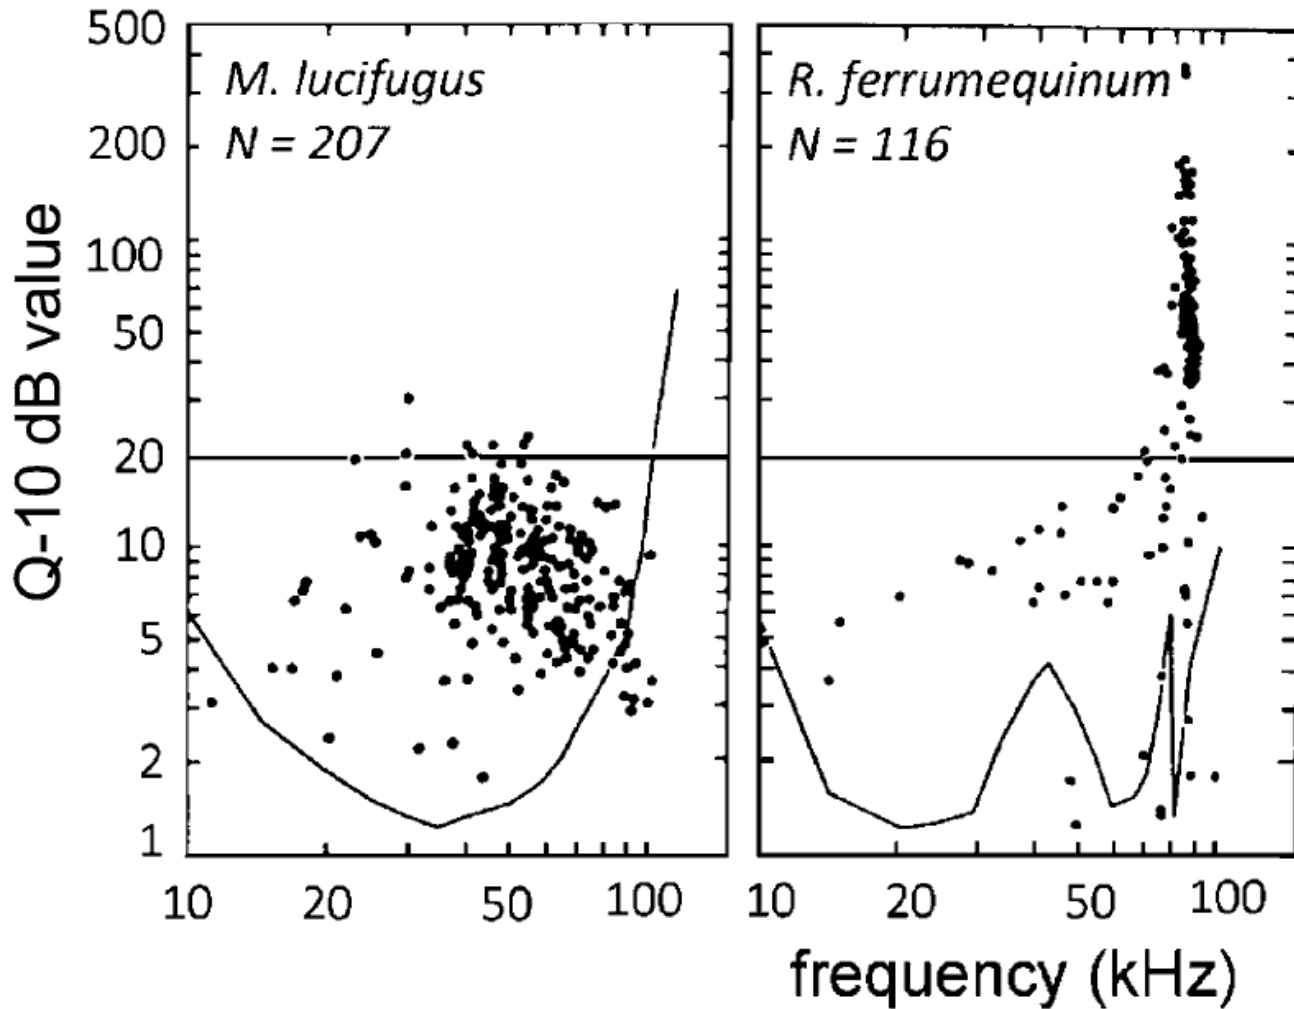 M. lucifugus
N = 207
R. ferrumequinum
N = 116
Q-10 dB value
500
200
100
50
20
10
5
2
1
10 20 50 100
10 20 50 100
frequency (kHz)